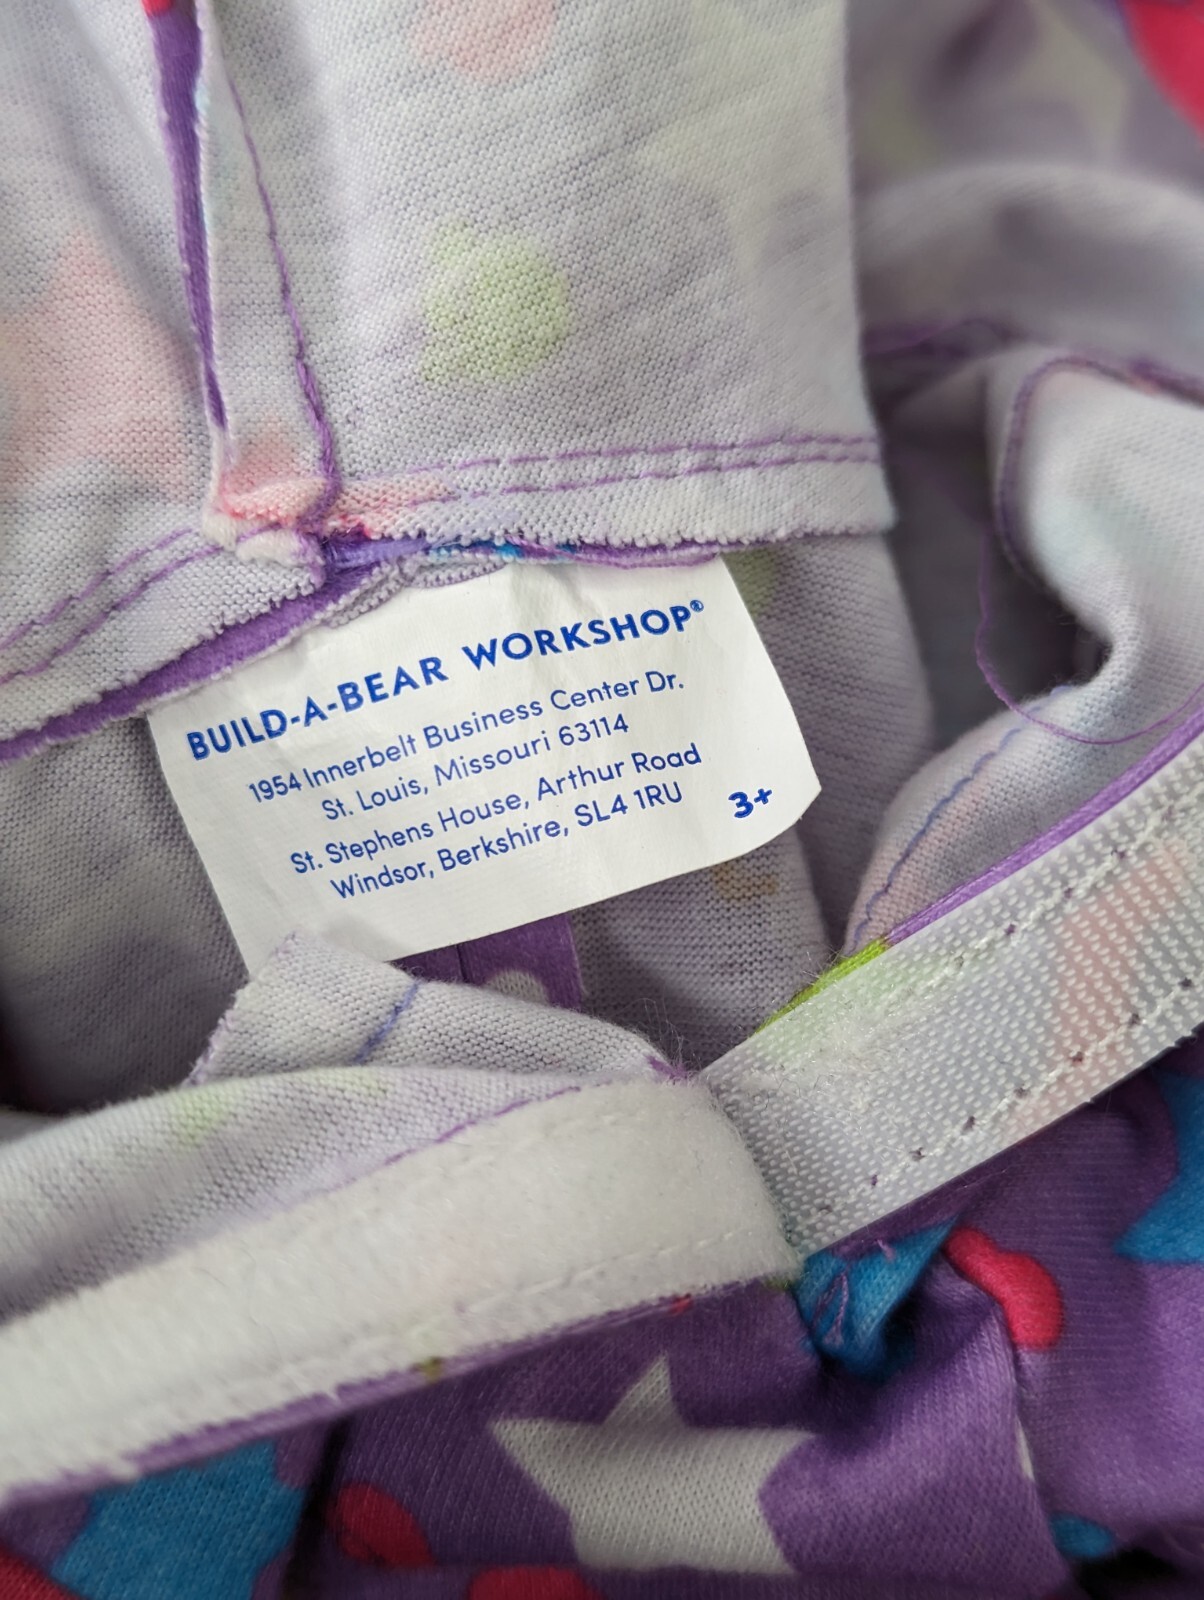 BUILD-A-BEAR WORKSHOP®
1954 Innerbelt Business Center Dr.
St. Louis, Missouri 63114
St. Stephens House, Arthur Road
Windsor, Berkshire, SL4 1RU
3+